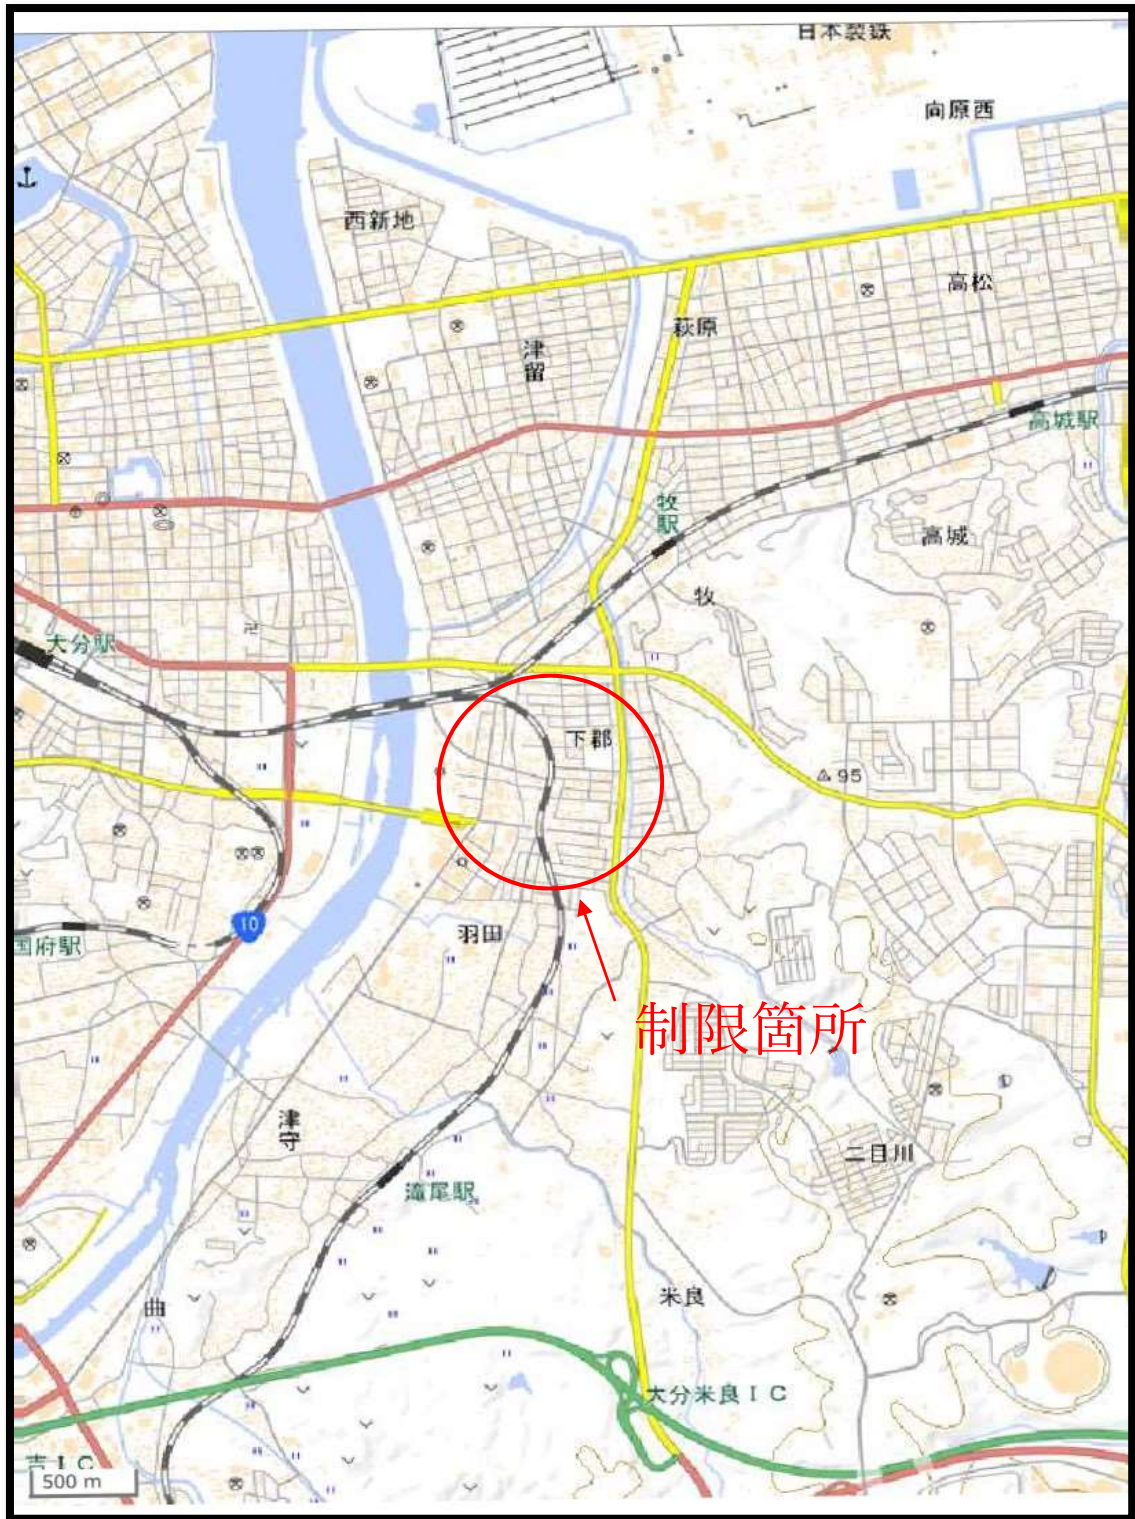 日本製鉄
向原西
西新地
高松
萩原
津留
高城駅
牧駅
高城
牧
大分駅
下郡
95
10
国府駅
羽田
制限箇所
津守
二目川
滝尾駅
曲
米良
大分米良IC
500 m